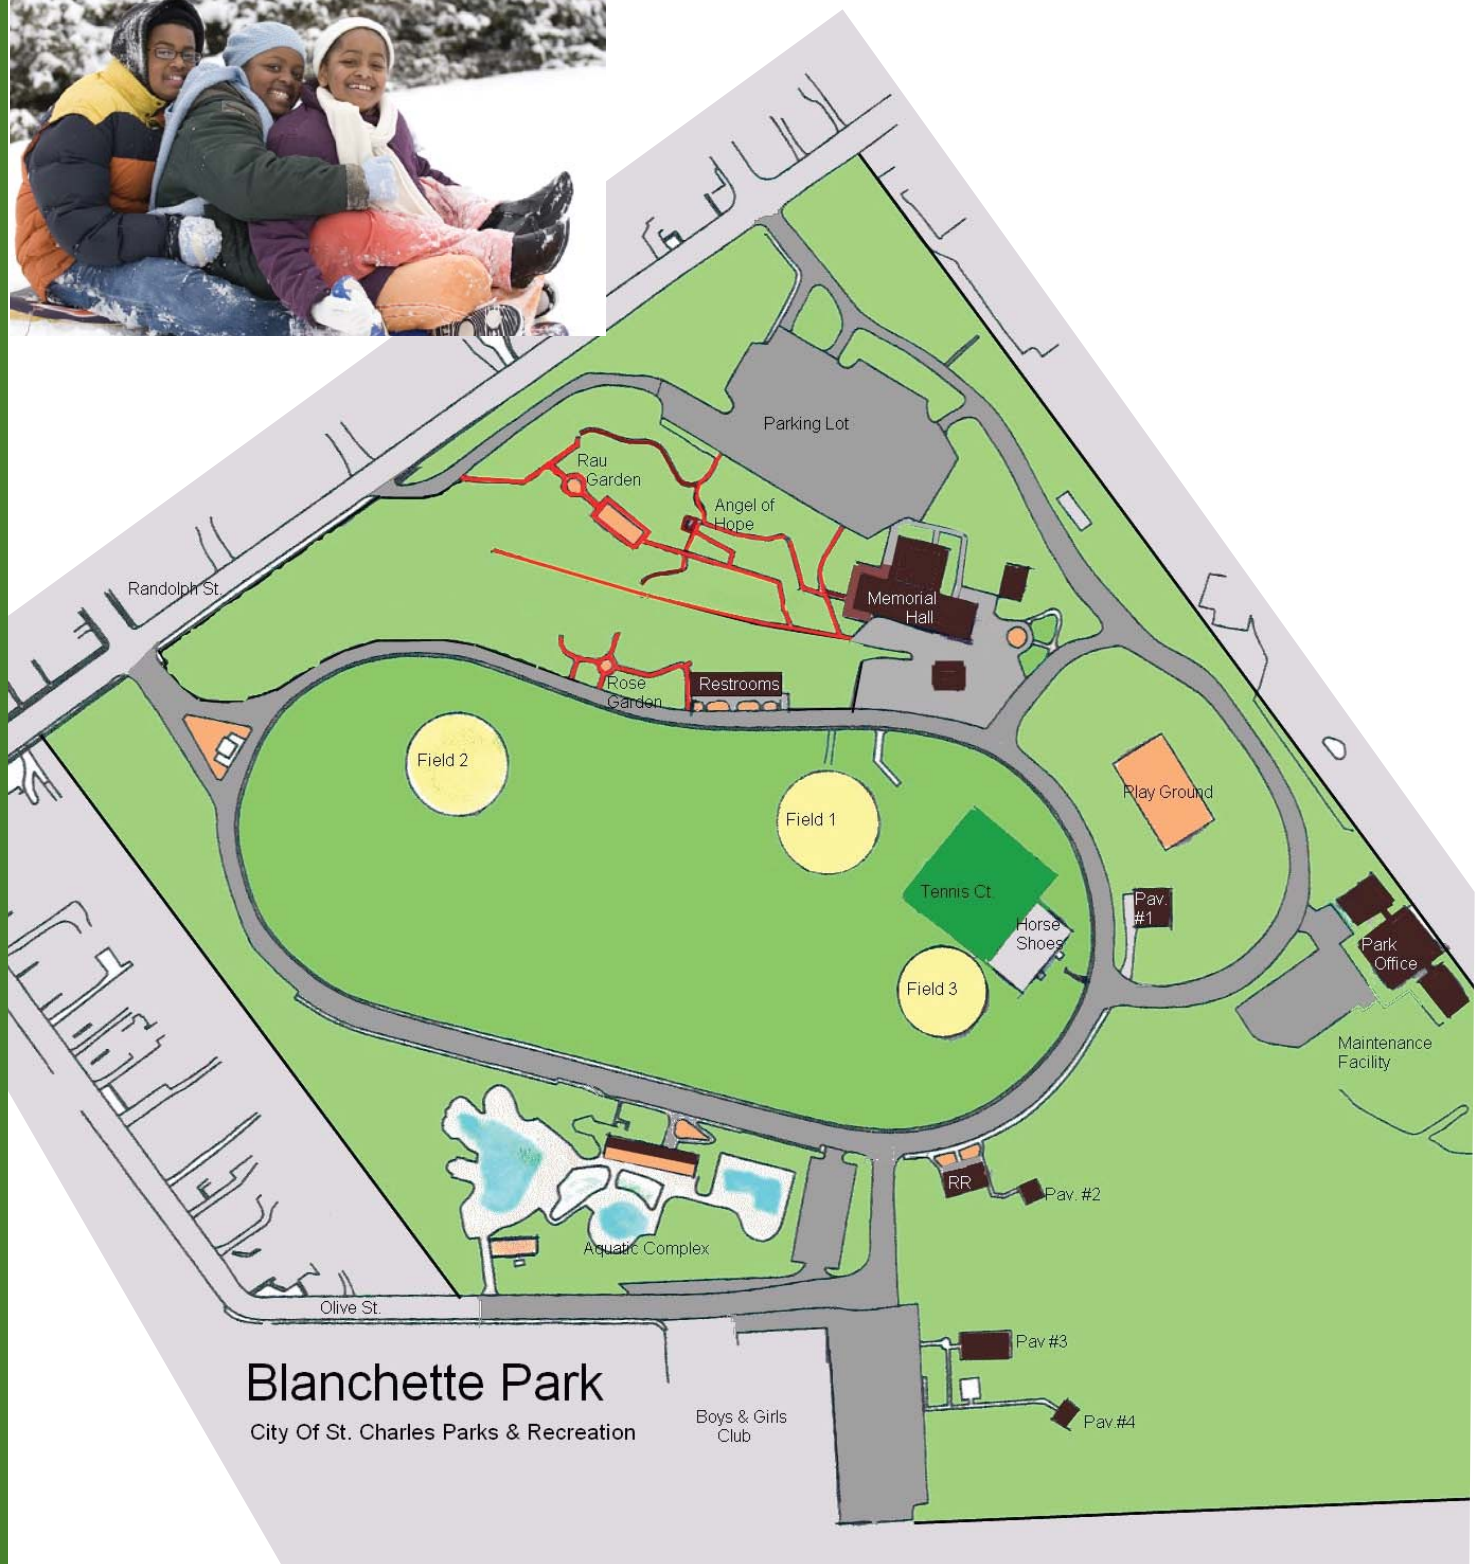 Parking Lot
Rau
Garden
Angel of
Hope
Randolph St.
Memorial
Hall
Rose
Garden
Restrooms
Field 2
Field 1
Play Ground
Tennis Ct.
Pav.
#1
Horse
Shoes
Park
Office
Field 3
Maintenance
Facility
RR
Pav. #2
Aquatic Complex
Olive St.
Pav #3
Blanchette Park
City Of St. Charles Parks & Recreation
Boys & Girls
Club
Pav.#4